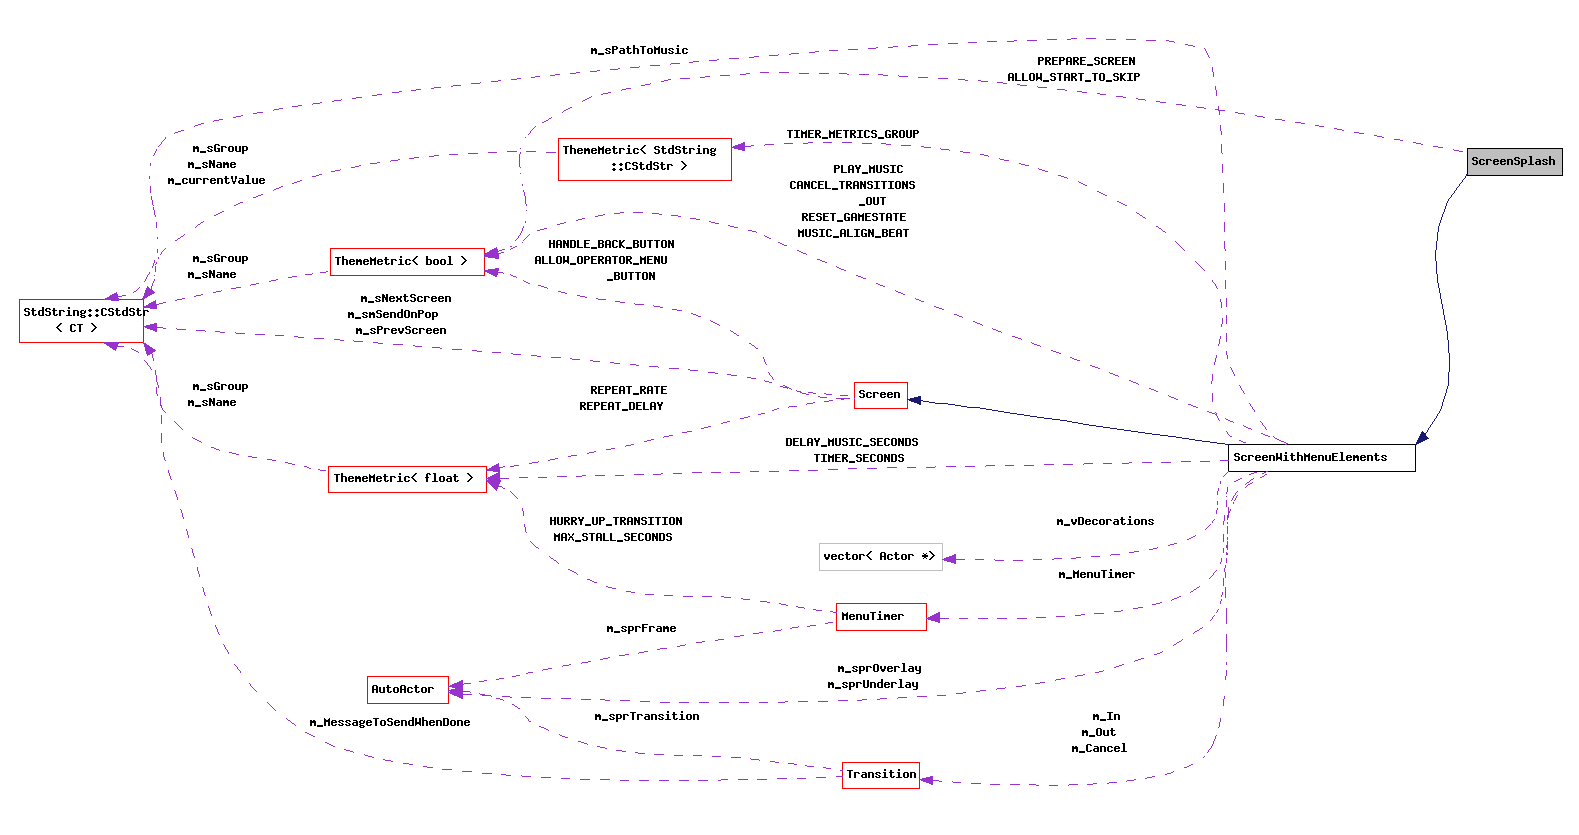 m_sPathToMusic
PREPARE_SCREEN
ALLOW_START_TO_SKIP
TIMER_METRICS_GROUP
m_sGroup
m_sName
m_currentValue
ThemeMetric< StdString
::CStdStr >
ScreenSplash
PLAY_MUSIC
CANCEL_TRANSITIONS
_OUT
RESET_GAMESTATE
MUSIC_ALIGN_BEAT
HANDLE_BACK_BUTTON
ALLOW_OPERATOR_MENU
_BUTTON
m_sGroup
m_sName
ThemeMetric< bool >
StdString::CStdStr
< CT >
m_sNextScreen
m_smSendOnPop
m_sPrevScreen
m_sGroup
m_sName
REPEAT_RATE
REPEAT_DELAY
Screen
DELAY_MUSIC_SECONDS
TIMER_SECONDS
ScreenWithMenuElements
ThemeMetric< float >
HURRY_UP_TRANSITION
MAX_STALL_SECONDS
m_vDecorations
vector< Actor *>
m_MenuTimer
MenuTimer
m_sprFrame
m_sprOverlay
m_sprUnderlay
AutoActor
m_MessageToSendWhenDone
m_sprTransition
m_In
m_Out
m_Cancel
Transition